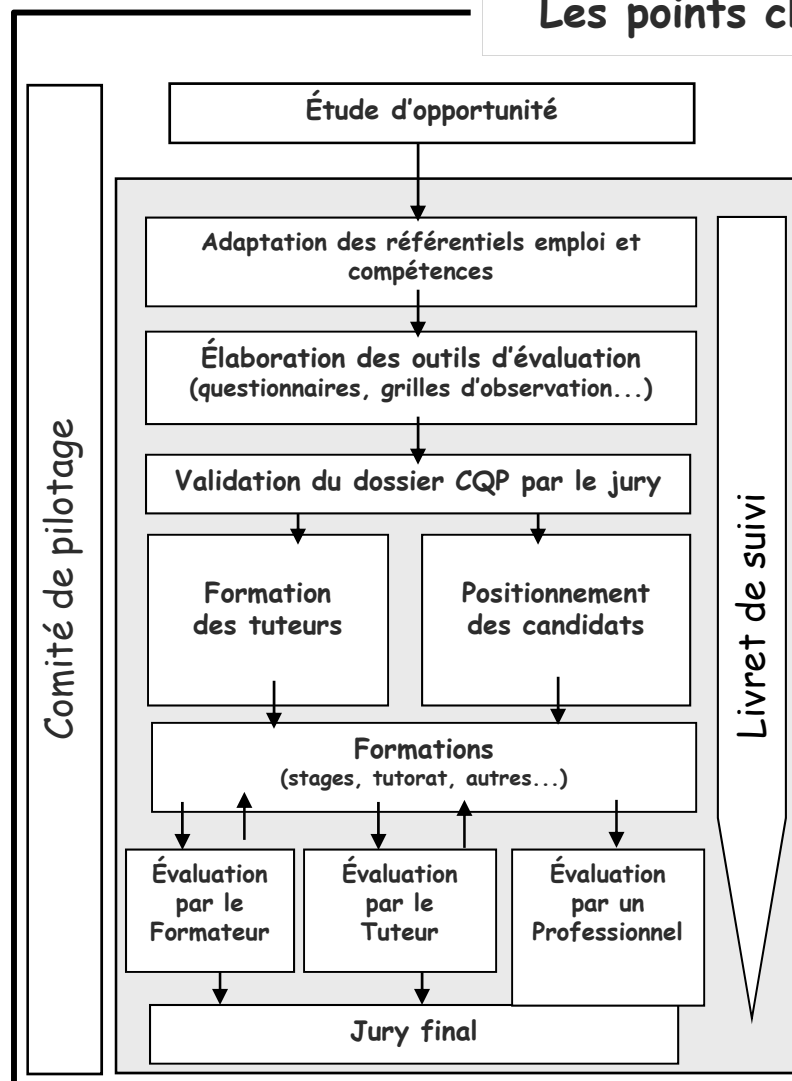 Les points
Étude d'opportunité
Adaptation des référentiels emploi et
compétences
Élaboration des outils d'évaluation
(questionnaires, grilles d'observation...)
Validation du dossier CQP par le jury
Formation
des tuteurs
Positionnement
des candidats
Formations
(stages, tutorat, autres...)
Évaluation
par le
Formateur
Évaluation
par le
Tuteur
Évaluation
par un
Professionnel
Jury final
Comité de pilotage
Livret de suivi